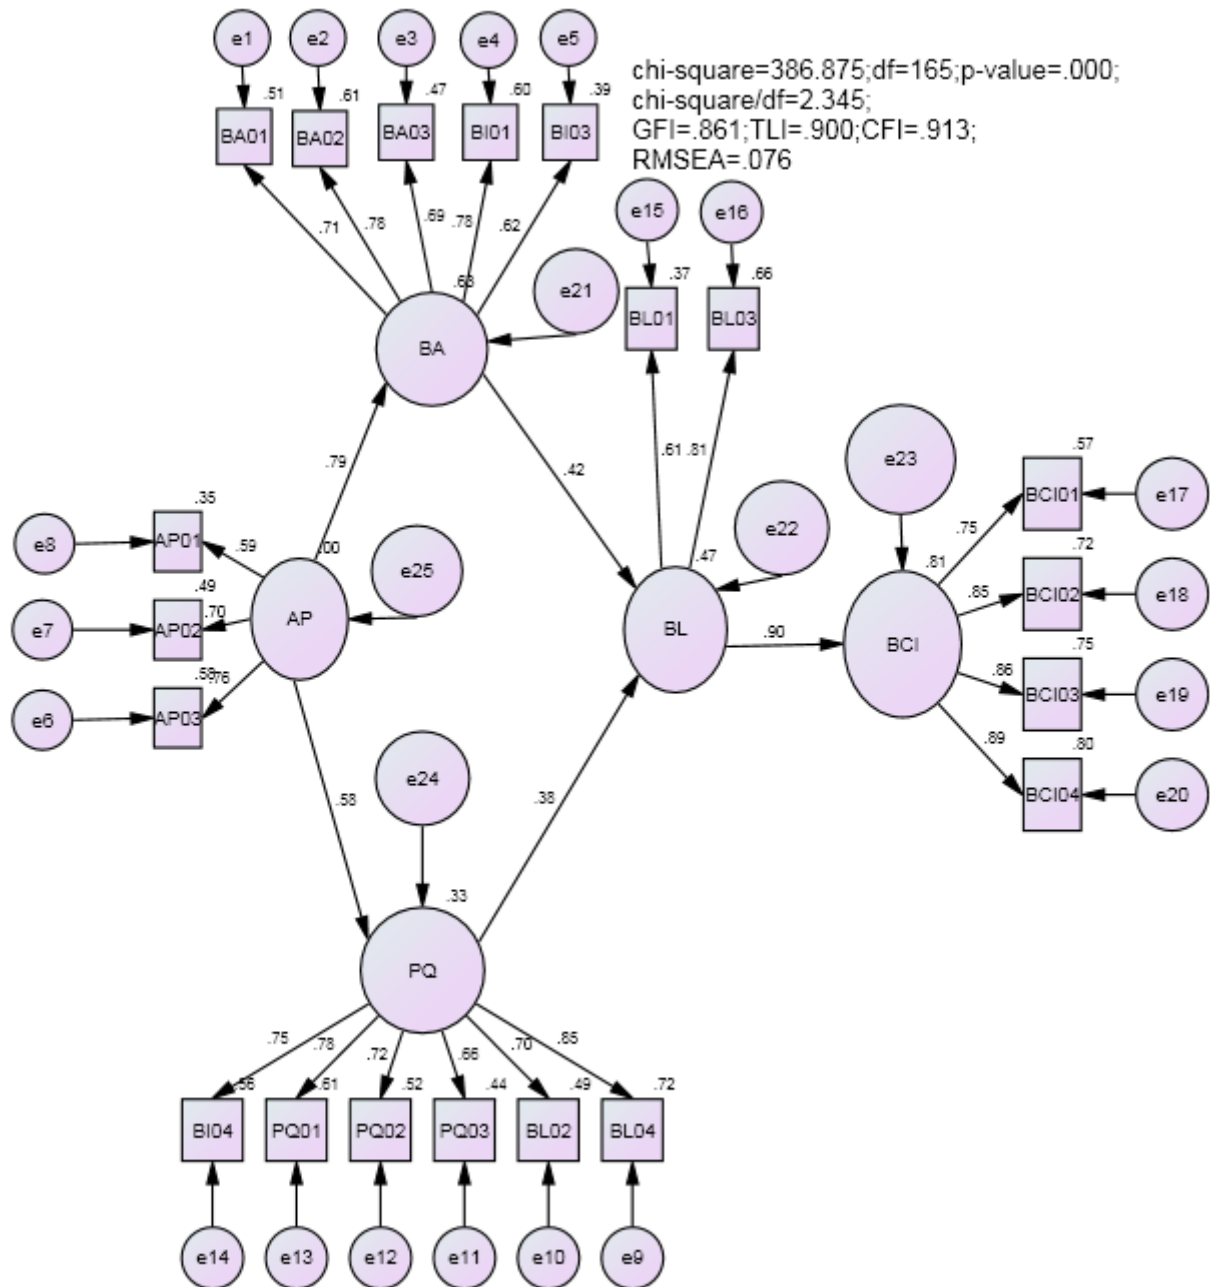 e1 e2 e3 e4 e5
chi-square=386.875;df=165;p-value=.000;
chi-square/df=2.345;
GFI=.861;TLI=.900;CFI=.913;
RMSEA=.076
.51 .61 .47 .60 .39
BA01 BA02 BA03 BI01 BI03
e15 e16
.71 .78 .69 .78 .62
.37 .66
.63
e21
BL01 BL03
BA
.79 .42 .61 .81
e23
.57
BCI01 e17
.35
AP01 e8 .59
.00
e25
e22
.47
.75
.81
.72
BCI02 e18
.85
.49
AP02 e7 .70
AP
BL
.90
BCI
.58 .76
AP03 e6
.86
.75
BCI03 e19
.89
.80
BCI04 e20
e24
.58 .38
.33
PQ
.75 .78 .72 .66 .70 .85
.56 .61 .52 .44 .49 .72
BI04 PQ01 PQ02 PQ03 BL02 BL04
e14 e13 e12 e11 e10 e9